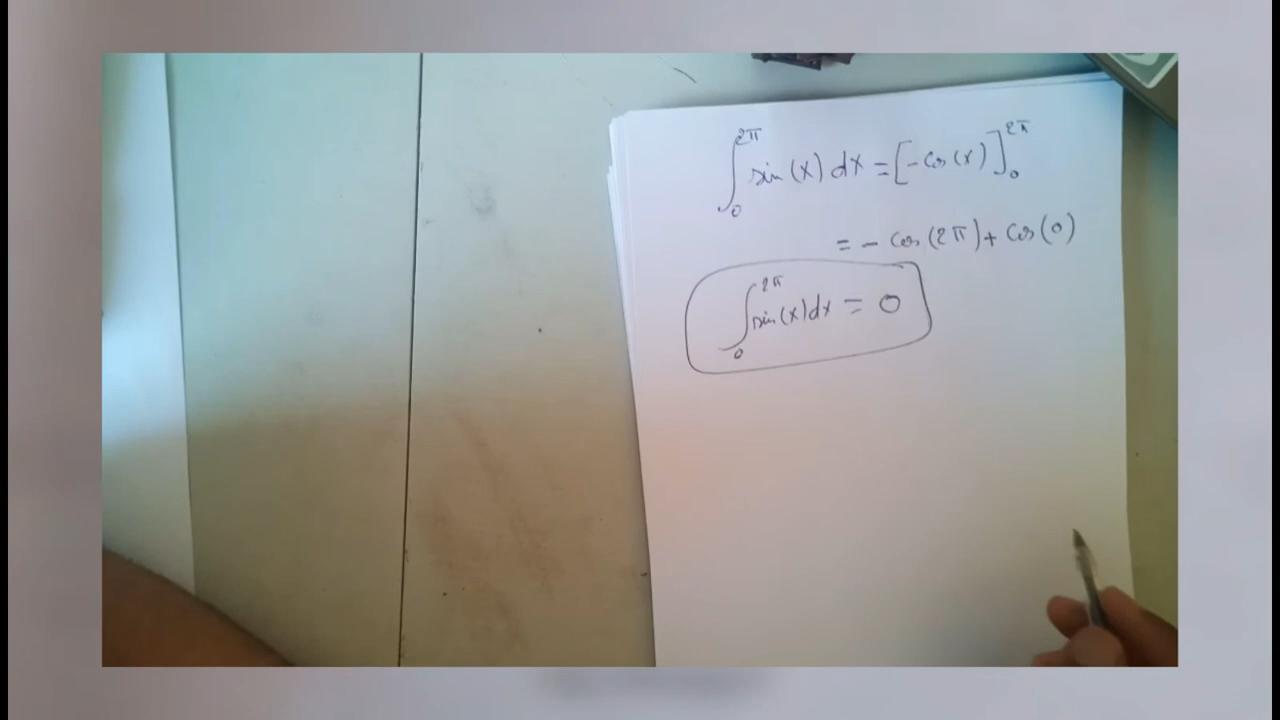 ∫₀^{2π} sin(x) dx = [-cos(x)]₀^{2π}
= - cos(2π) + cos(0)
∫₀^{2π} sin(x) dx = 0